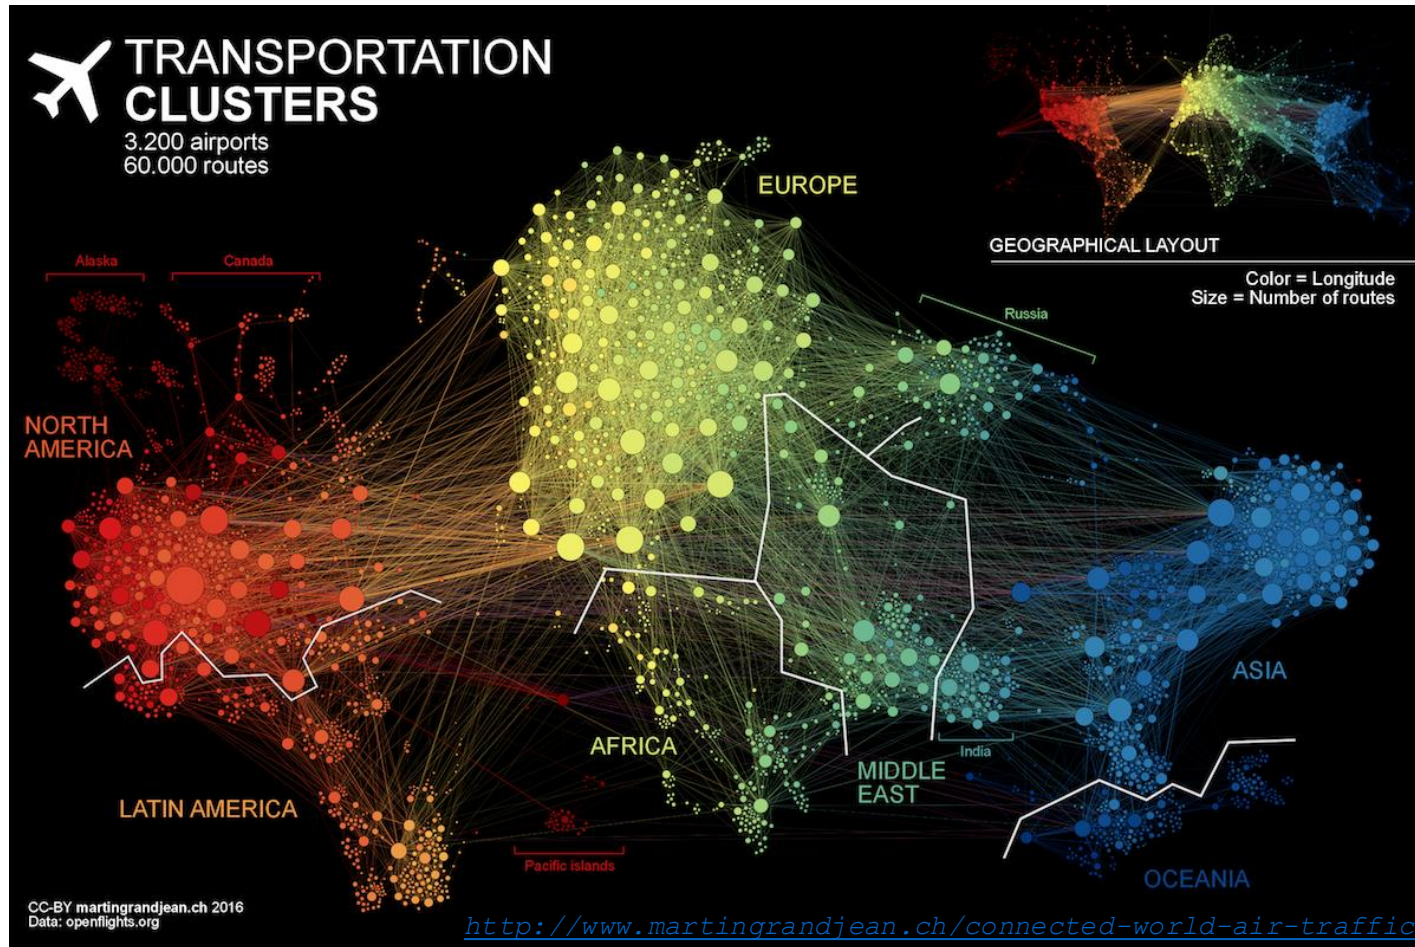 TRANSPORTATION
CLUSTERS
3.200 airports
60.000 routes
EUROPE
GEOGRAPHICAL LAYOUT
Color = Longitude
Size = Number of routes
Alaska
Canada
Russia
NORTH
AMERICA
ASIA
AFRICA
India
MIDDLE
EAST
LATIN AMERICA
Pacific islands
OCEANIA
CC-BY martingrandjean.ch 2016
Data: openflights.org
http://www.martingrandjean.ch/connected-world-air-traffic